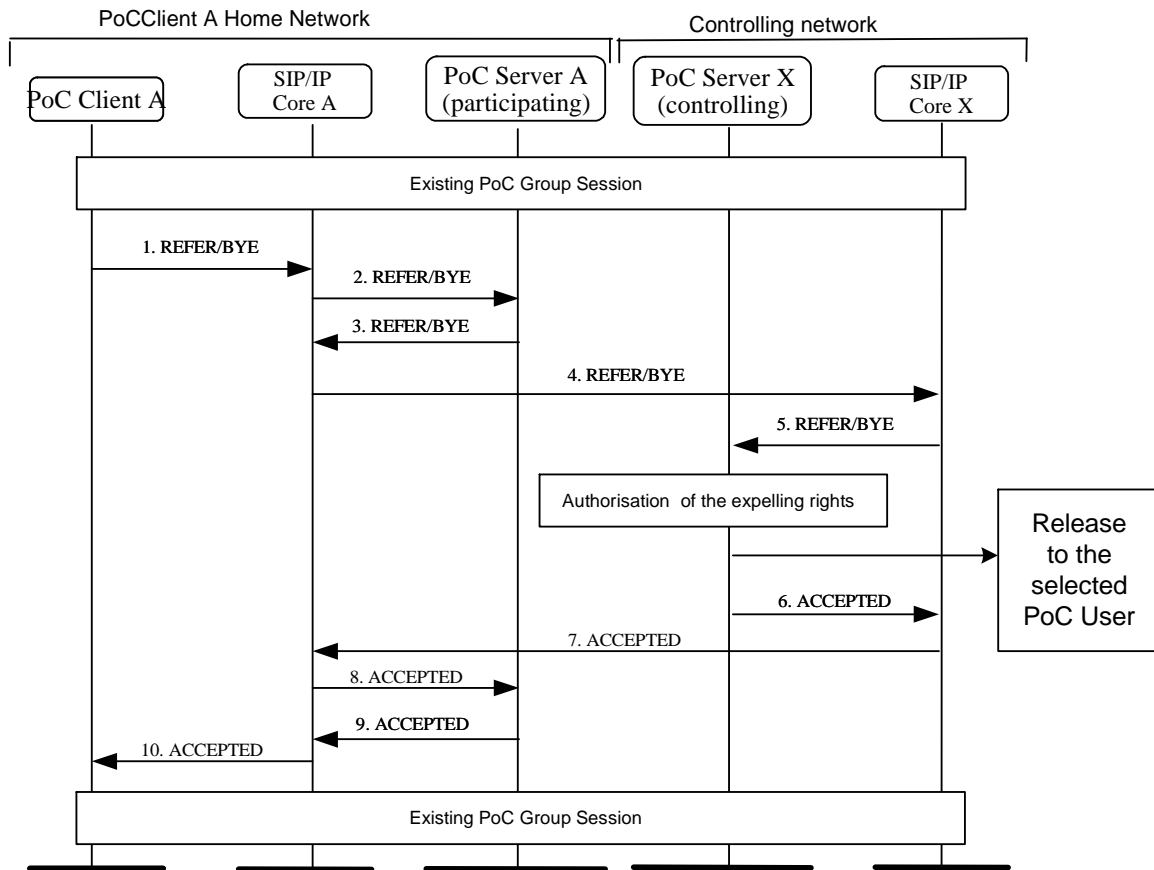 PoCClient A Home Network
Controlling network
PoC Client A
SIP/IP
Core A
PoC Server A
(participating)
PoC Server X
(controlling)
SIP/IP
Core X
Existing PoC Group Session
1. REFER/BYE
2. REFER/BYE
3. REFER/BYE
4. REFER/BYE
5. REFER/BYE
Authorisation of the expelling rights
Release
to the
selected
PoC User
6. ACCEPTED
7. ACCEPTED
8. ACCEPTED
9. ACCEPTED
10. ACCEPTED
Existing PoC Group Session